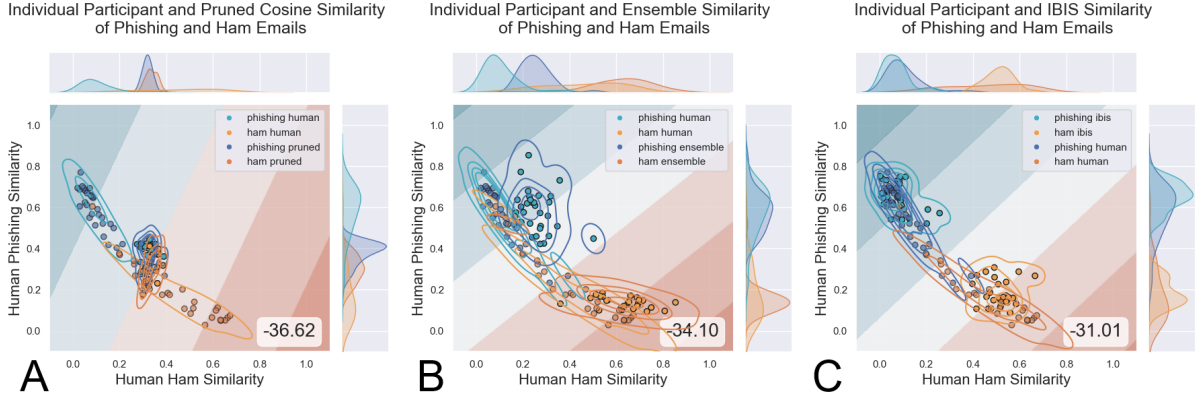 Individual Participant and Pruned Cosine Similarity
of Phishing and Ham Emails
1.0
0.8
0.6
0.4
0.2
0.0
Human Phishing Similarity
phishing human
ham human
phishing pruned
ham pruned
-36.62
0.0 0.2 0.4 0.6 0.8 1.0
Human Ham Similarity
A
Individual Participant and Ensemble Similarity
of Phishing and Ham Emails
1.0
0.8
0.6
0.4
0.2
0.0
Human Phishing Similarity
phishing human
ham human
phishing ensemble
ham ensemble
-34.10
0.0 0.2 0.4 0.6 0.8 1.0
Human Ham Similarity
B
Individual Participant and IBIS Similarity
of Phishing and Ham Emails
1.0
0.8
0.6
0.4
0.2
0.0
Human Phishing Similarity
phishing ibis
ham ibis
phishing human
ham human
-31.01
0.0 0.2 0.4 0.6 0.8 1.0
Human Ham Similarity
C